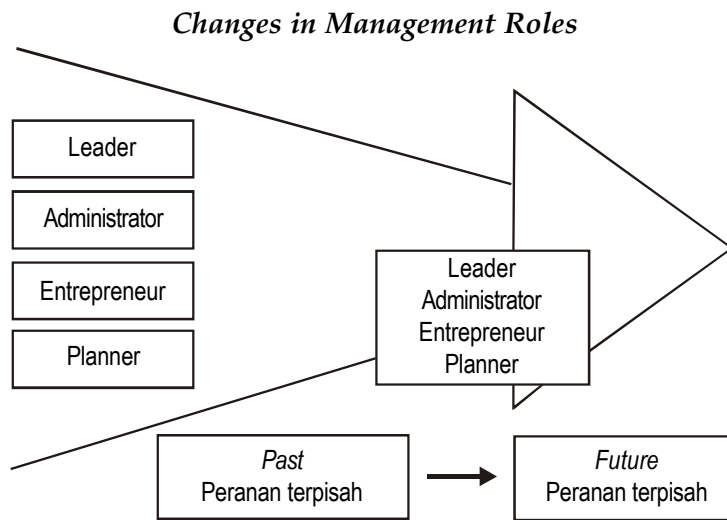 Changes in Management Roles
Leader
Administrator
Entrepreneur
Planner
Leader
Administrator
Entrepreneur
Planner
Past
Peranan terpisah
Future
Peranan terpisah